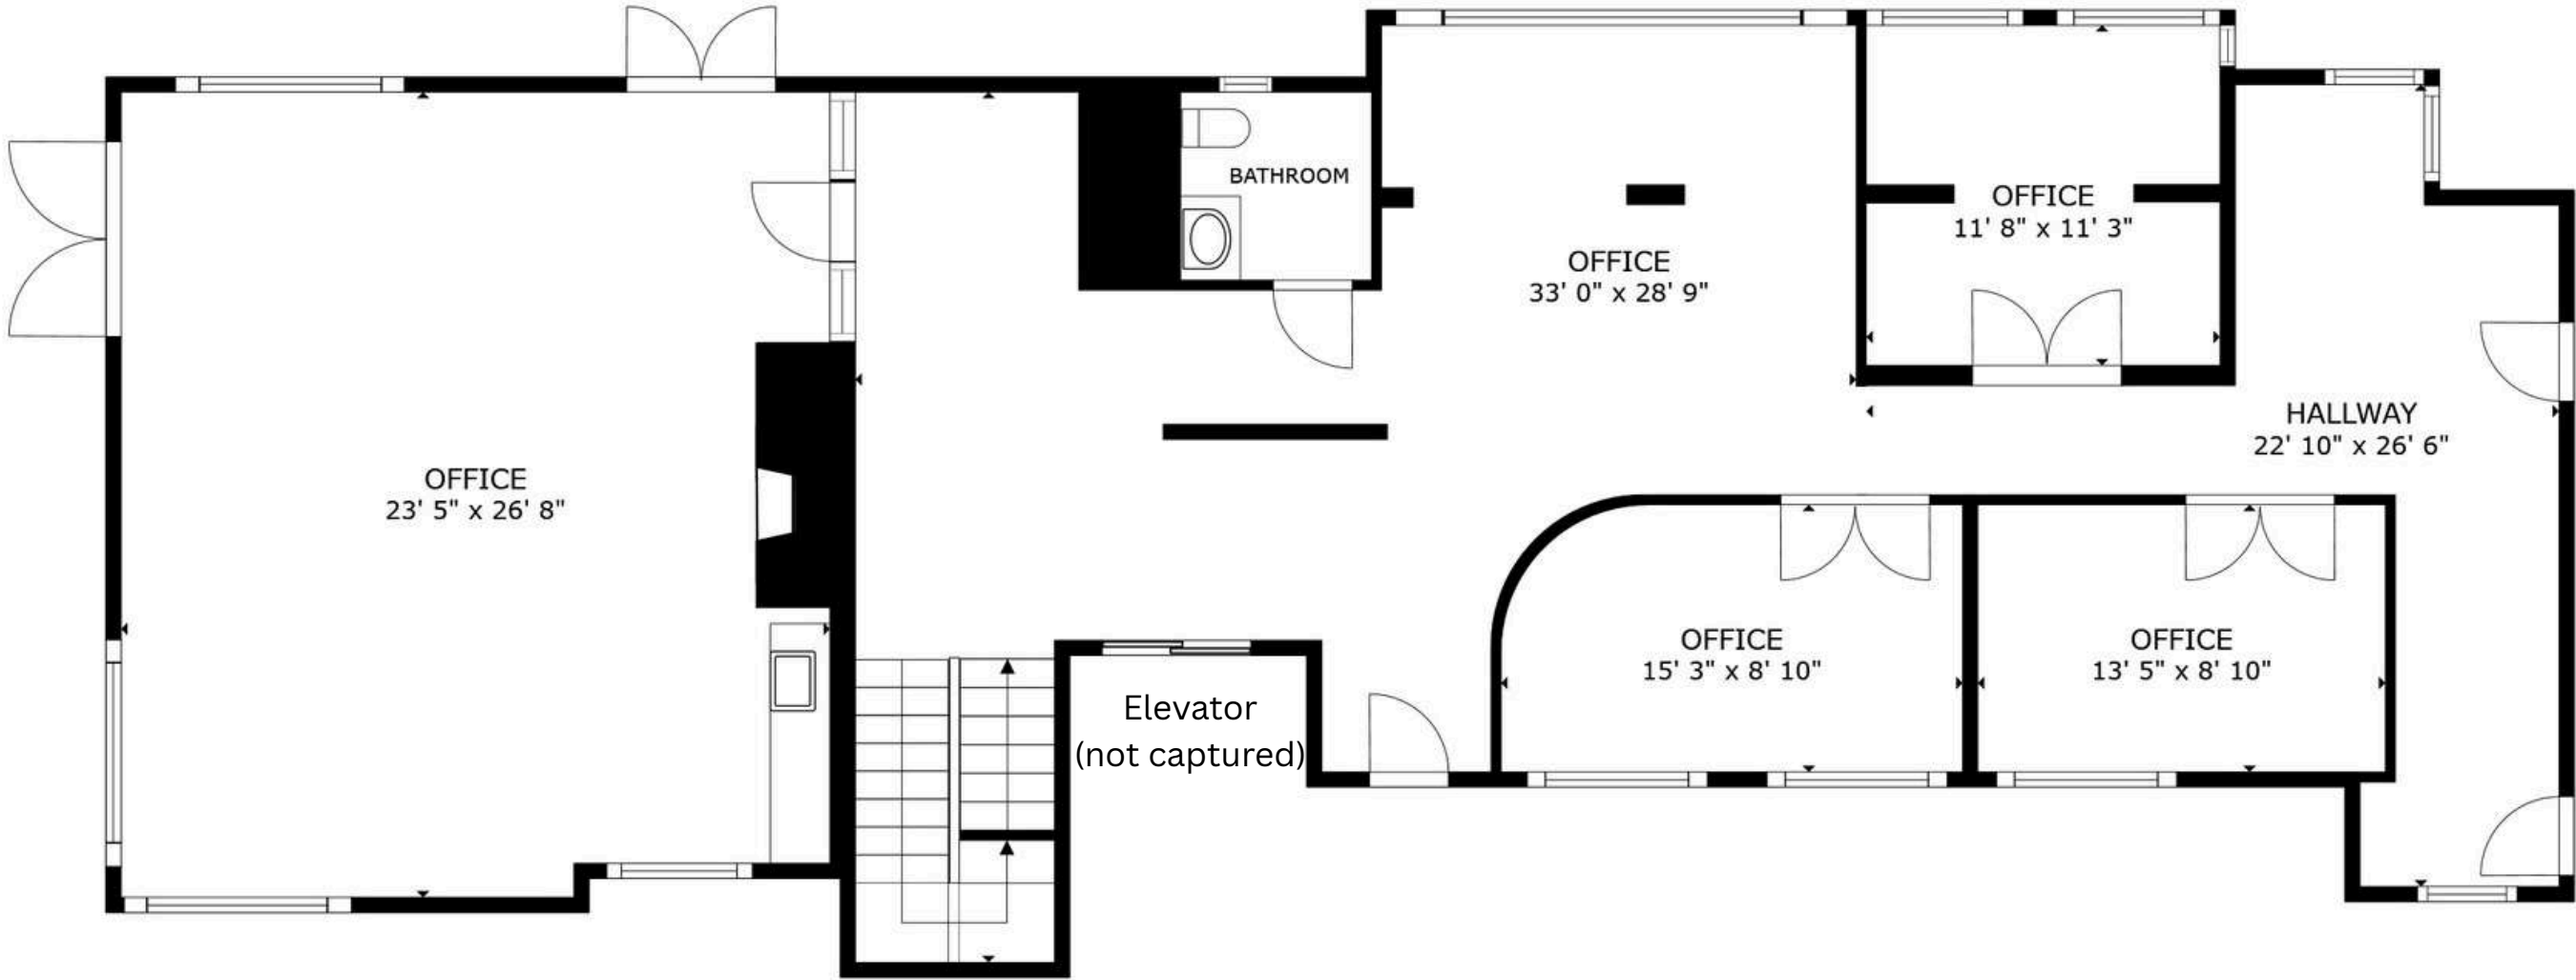 BATHROOM
OFFICE
11' 8" x 11' 3"
OFFICE
33' 0" x 28' 9"
HALLWAY
22' 10" x 26' 6"
OFFICE
23' 5" x 26' 8"
OFFICE
15' 3" x 8' 10"
OFFICE
13' 5" x 8' 10"
Elevator
(not captured)